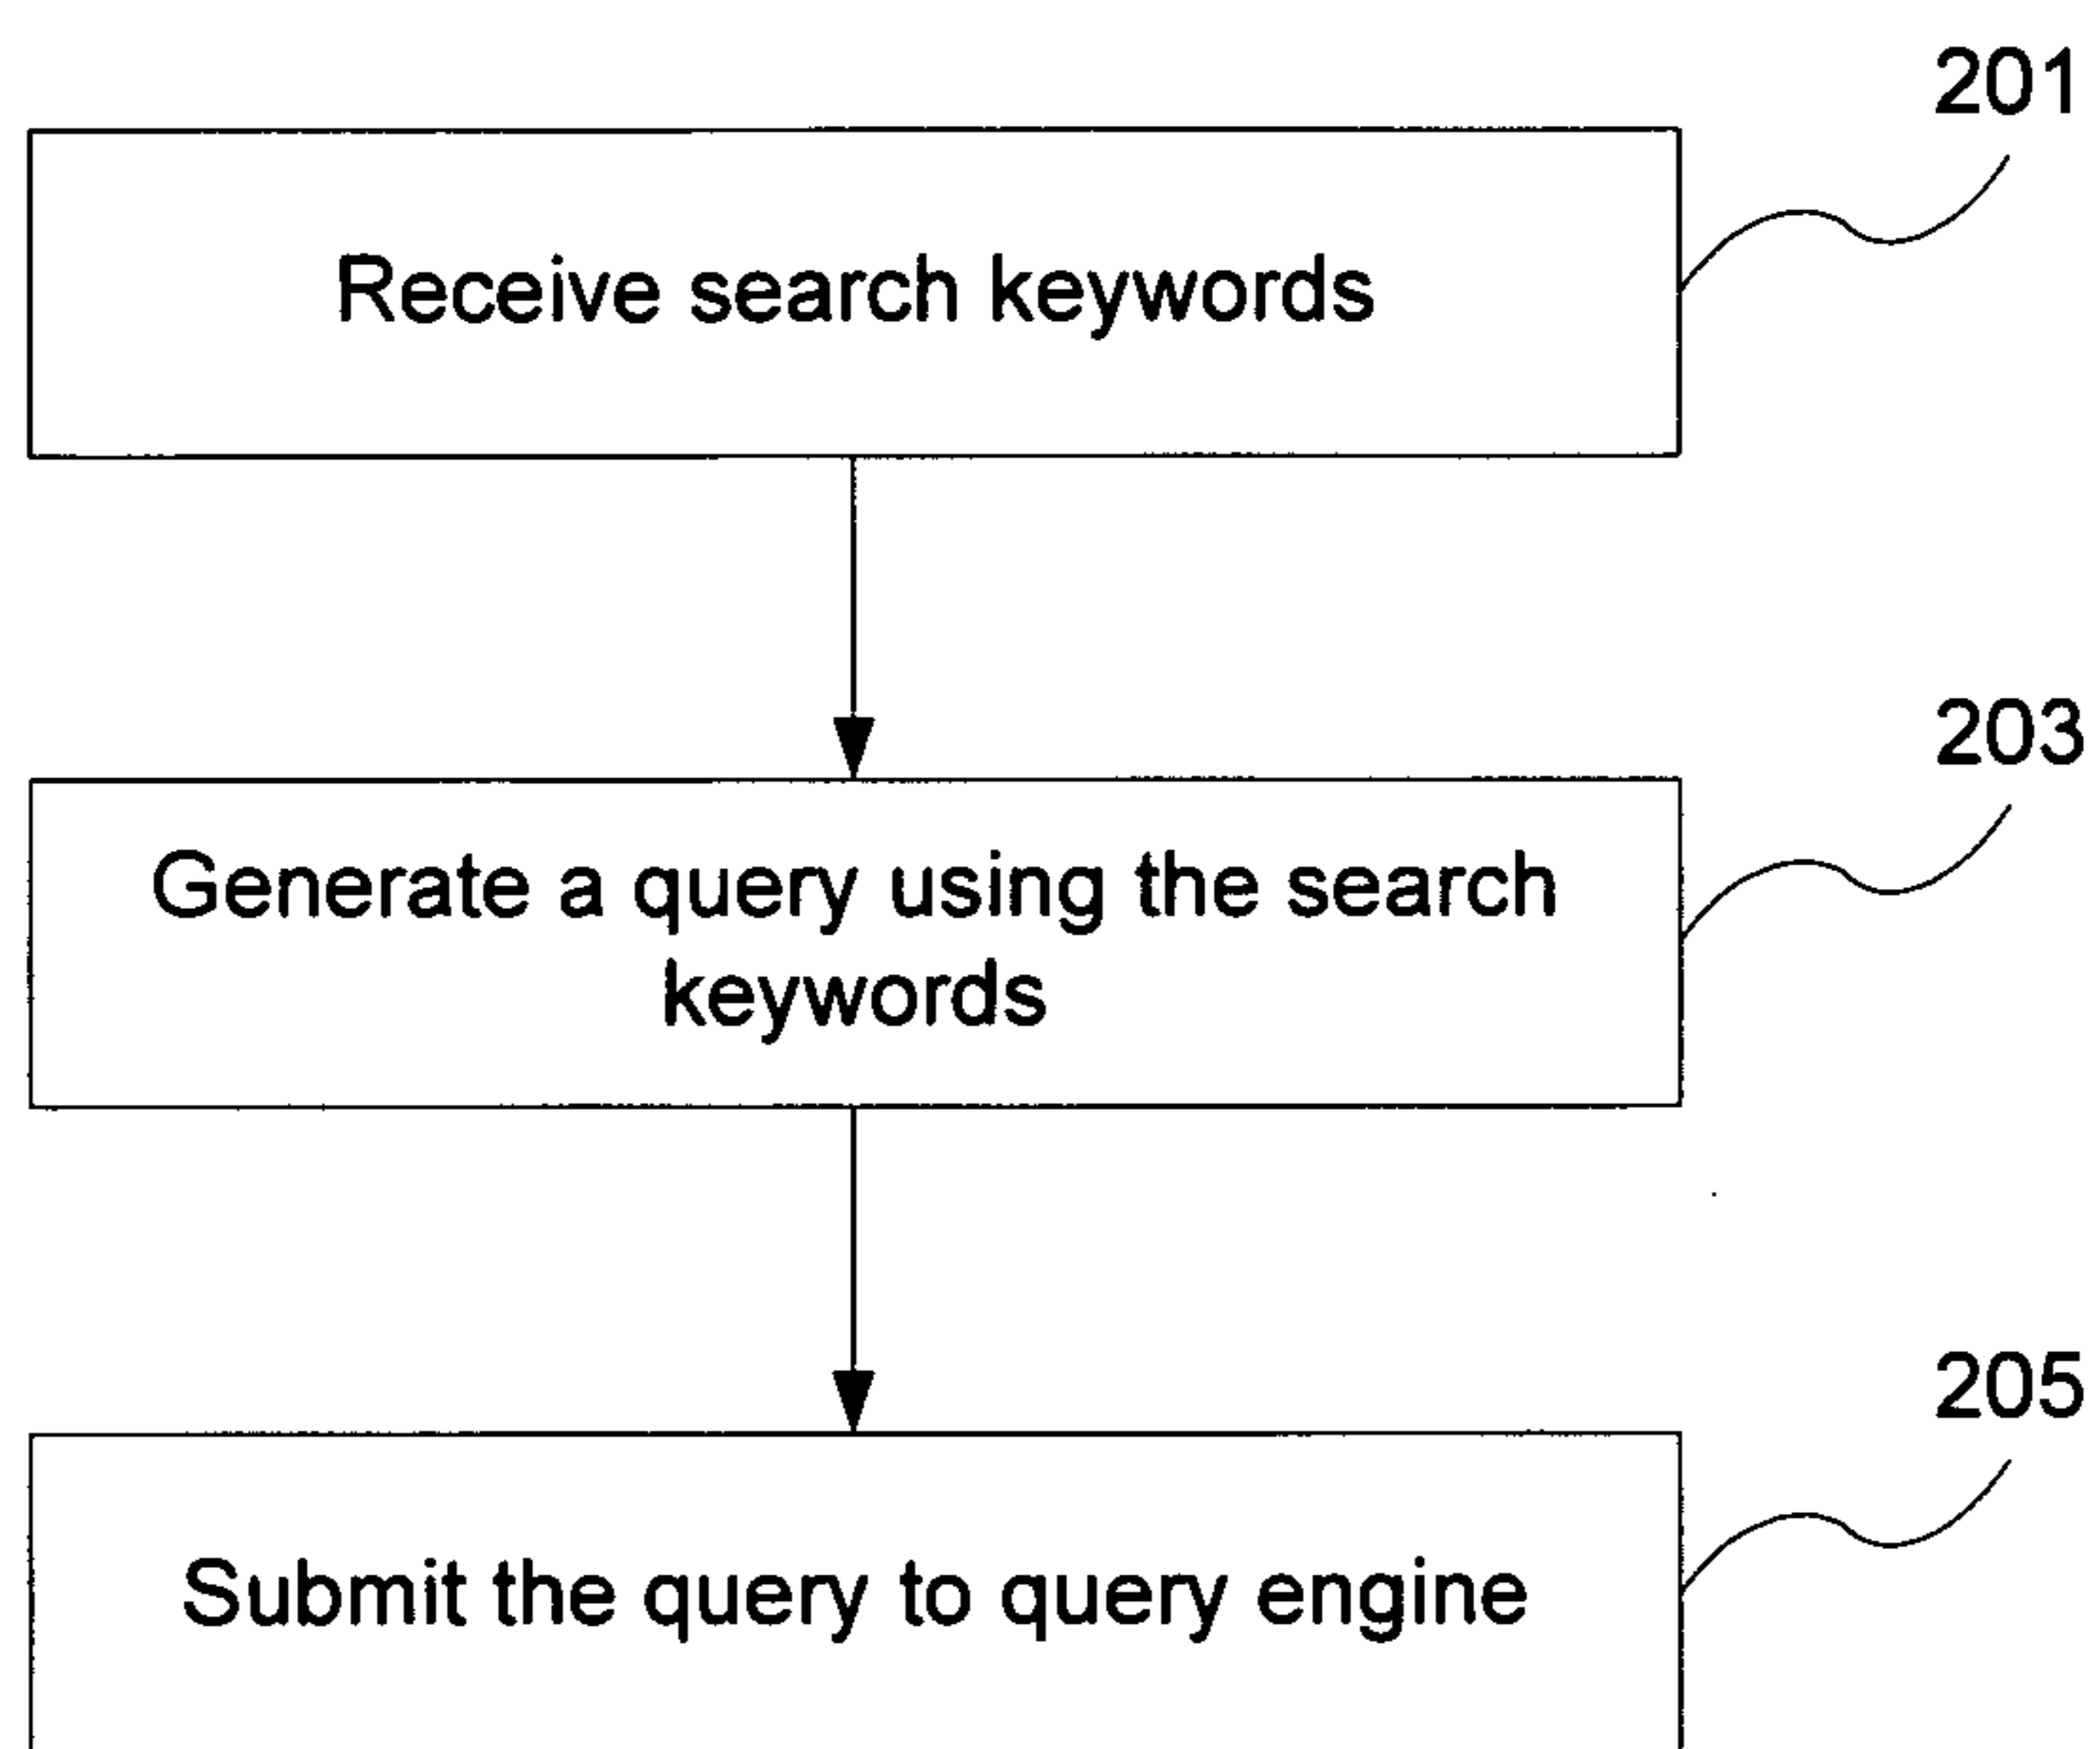 201
Receive search keywords
203
Generate a query using the search
keywords
205
Submit the query to query engine